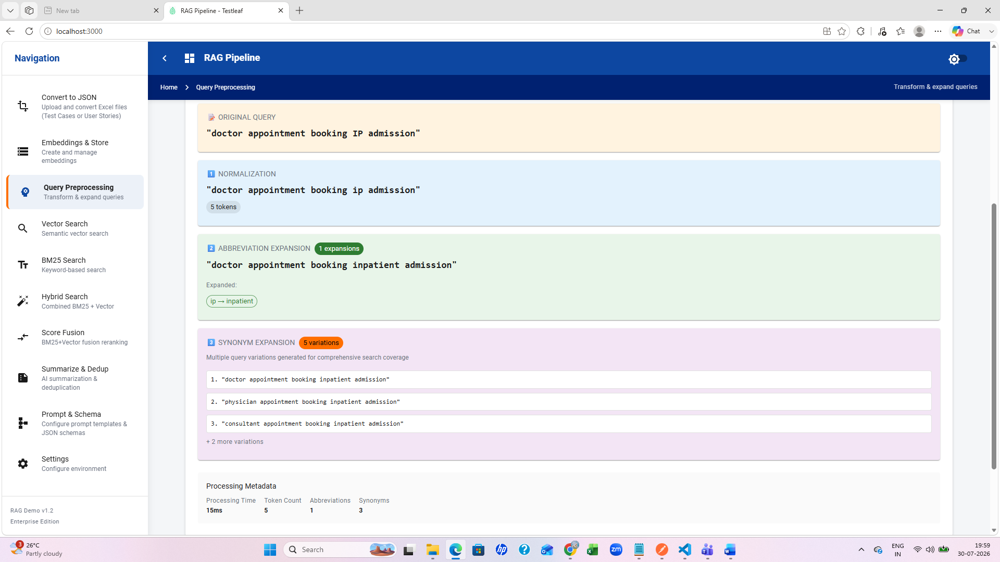 New tab
RAG Pipeline - Testleaf
localhost:3000
Chat
Navigation
RAG Pipeline
Home
Query Preprocessing
Transform & expand queries
Convert to JSON
Upload and convert Excel files
(Test Cases or User Stories)
Embeddings & Store
Create and manage
embeddings
Query Preprocessing
Transform & expand queries
Vector Search
Semantic vector search
BM25 Search
Keyword-based search
Hybrid Search
Combined BM25 + Vector
Score Fusion
BM25+Vector fusion reranking
Summarize & Dedup
AI summarization &
deduplication
Prompt & Schema
Configure prompt templates &
JSON schemas
Settings
Configure environment
RAG Demo v1.2
Enterprise Edition
📝 ORIGINAL QUERY
"doctor appointment booking IP admission"
1️⃣ NORMALIZATION
"doctor appointment booking ip admission"
5 tokens
2️⃣ ABBREVIATION EXPANSION 1 expansions
"doctor appointment booking inpatient admission"
Expanded:
ip → inpatient
3️⃣ SYNONYM EXPANSION 5 variations
Multiple query variations generated for comprehensive search coverage
1. "doctor appointment booking inpatient admission"
2. "physician appointment booking inpatient admission"
3. "consultant appointment booking inpatient admission"
+ 2 more variations
Processing Metadata
Processing Time Token Count Abbreviations Synonyms
15ms 5 1 3
3
26°C
Partly cloudy
Search
hp
zm
ENG
IN
19:59
30-07-2026